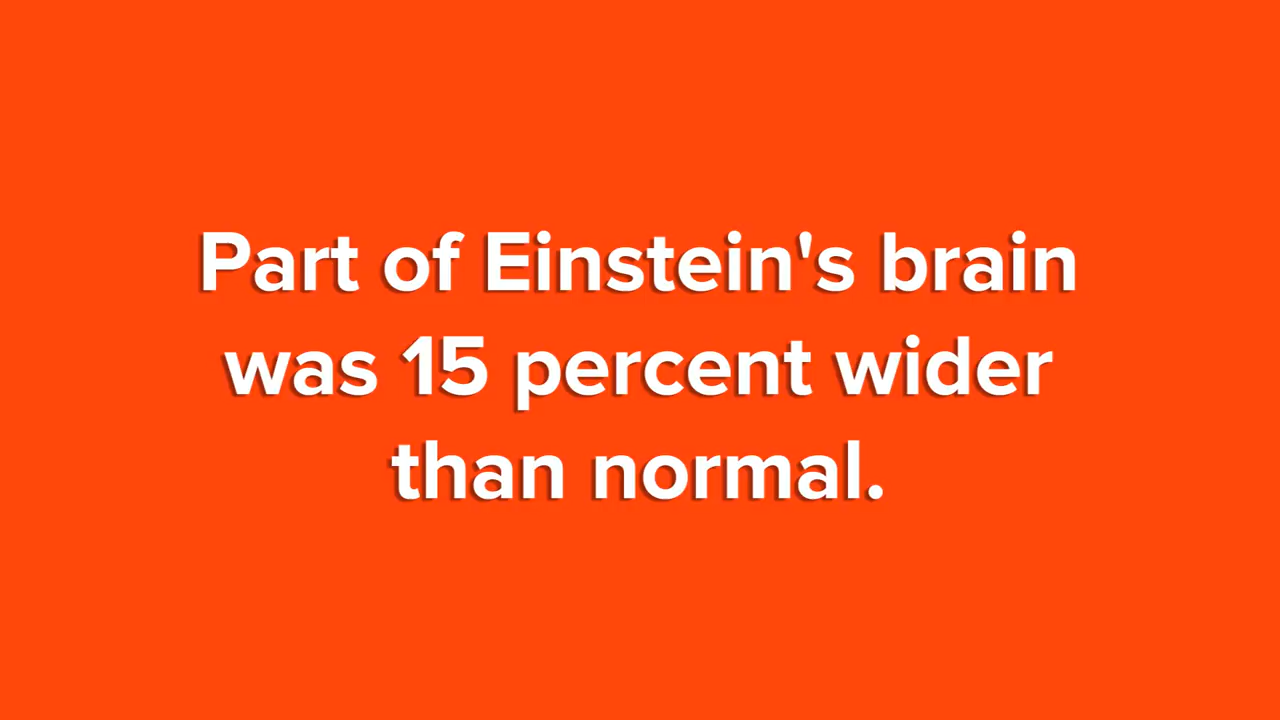 Part of Einstein's brain
was 15 percent wider
than normal.